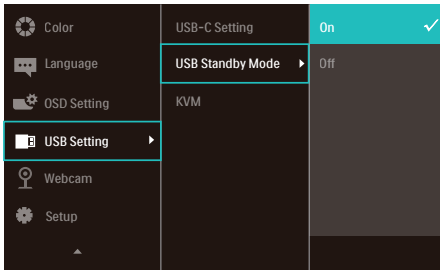 Color
Language
OSD Setting
USB Setting
Webcam
Setup
USB-C Setting
USB Standby Mode
KVM
On
Off